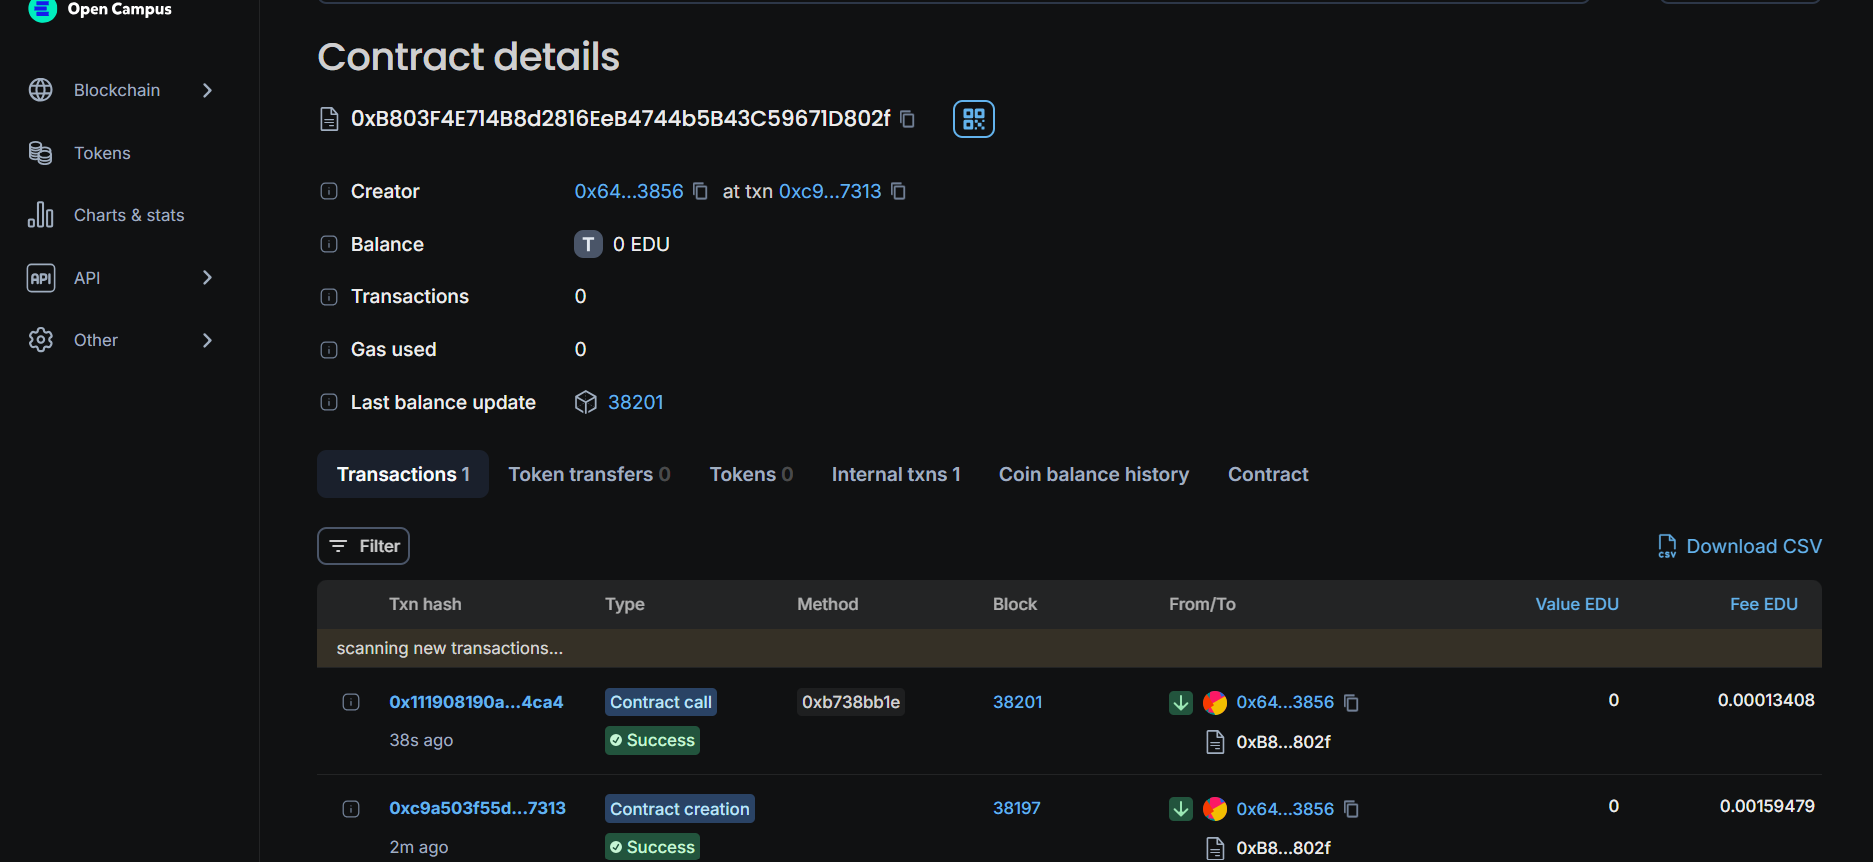 Open Campus
Blockchain
Tokens
Charts & stats
API API
Other
Contract details
0xB803F4E714B8d2816EeB4744b5B43C59671D802f
Creator 0x64...3856 at txn 0xc9...7313
Balance T 0 EDU
Transactions 0
Gas used 0
Last balance update 38201
Transactions 1 Token transfers 0 Tokens 0 Internal txns 1 Coin balance history Contract
Filter
CSV Download CSV
Txn hash Type Method Block From/To Value EDU Fee EDU
scanning new transactions...
0x111908190a...4ca4 Contract call 0xb738bb1e 38201 0x64...3856 0 0.00013408
38s ago Success 0xB8...802f
0xc9a503f55d...7313 Contract creation 38197 0x64...3856 0 0.00159479
2m ago Success 0xB8...802f